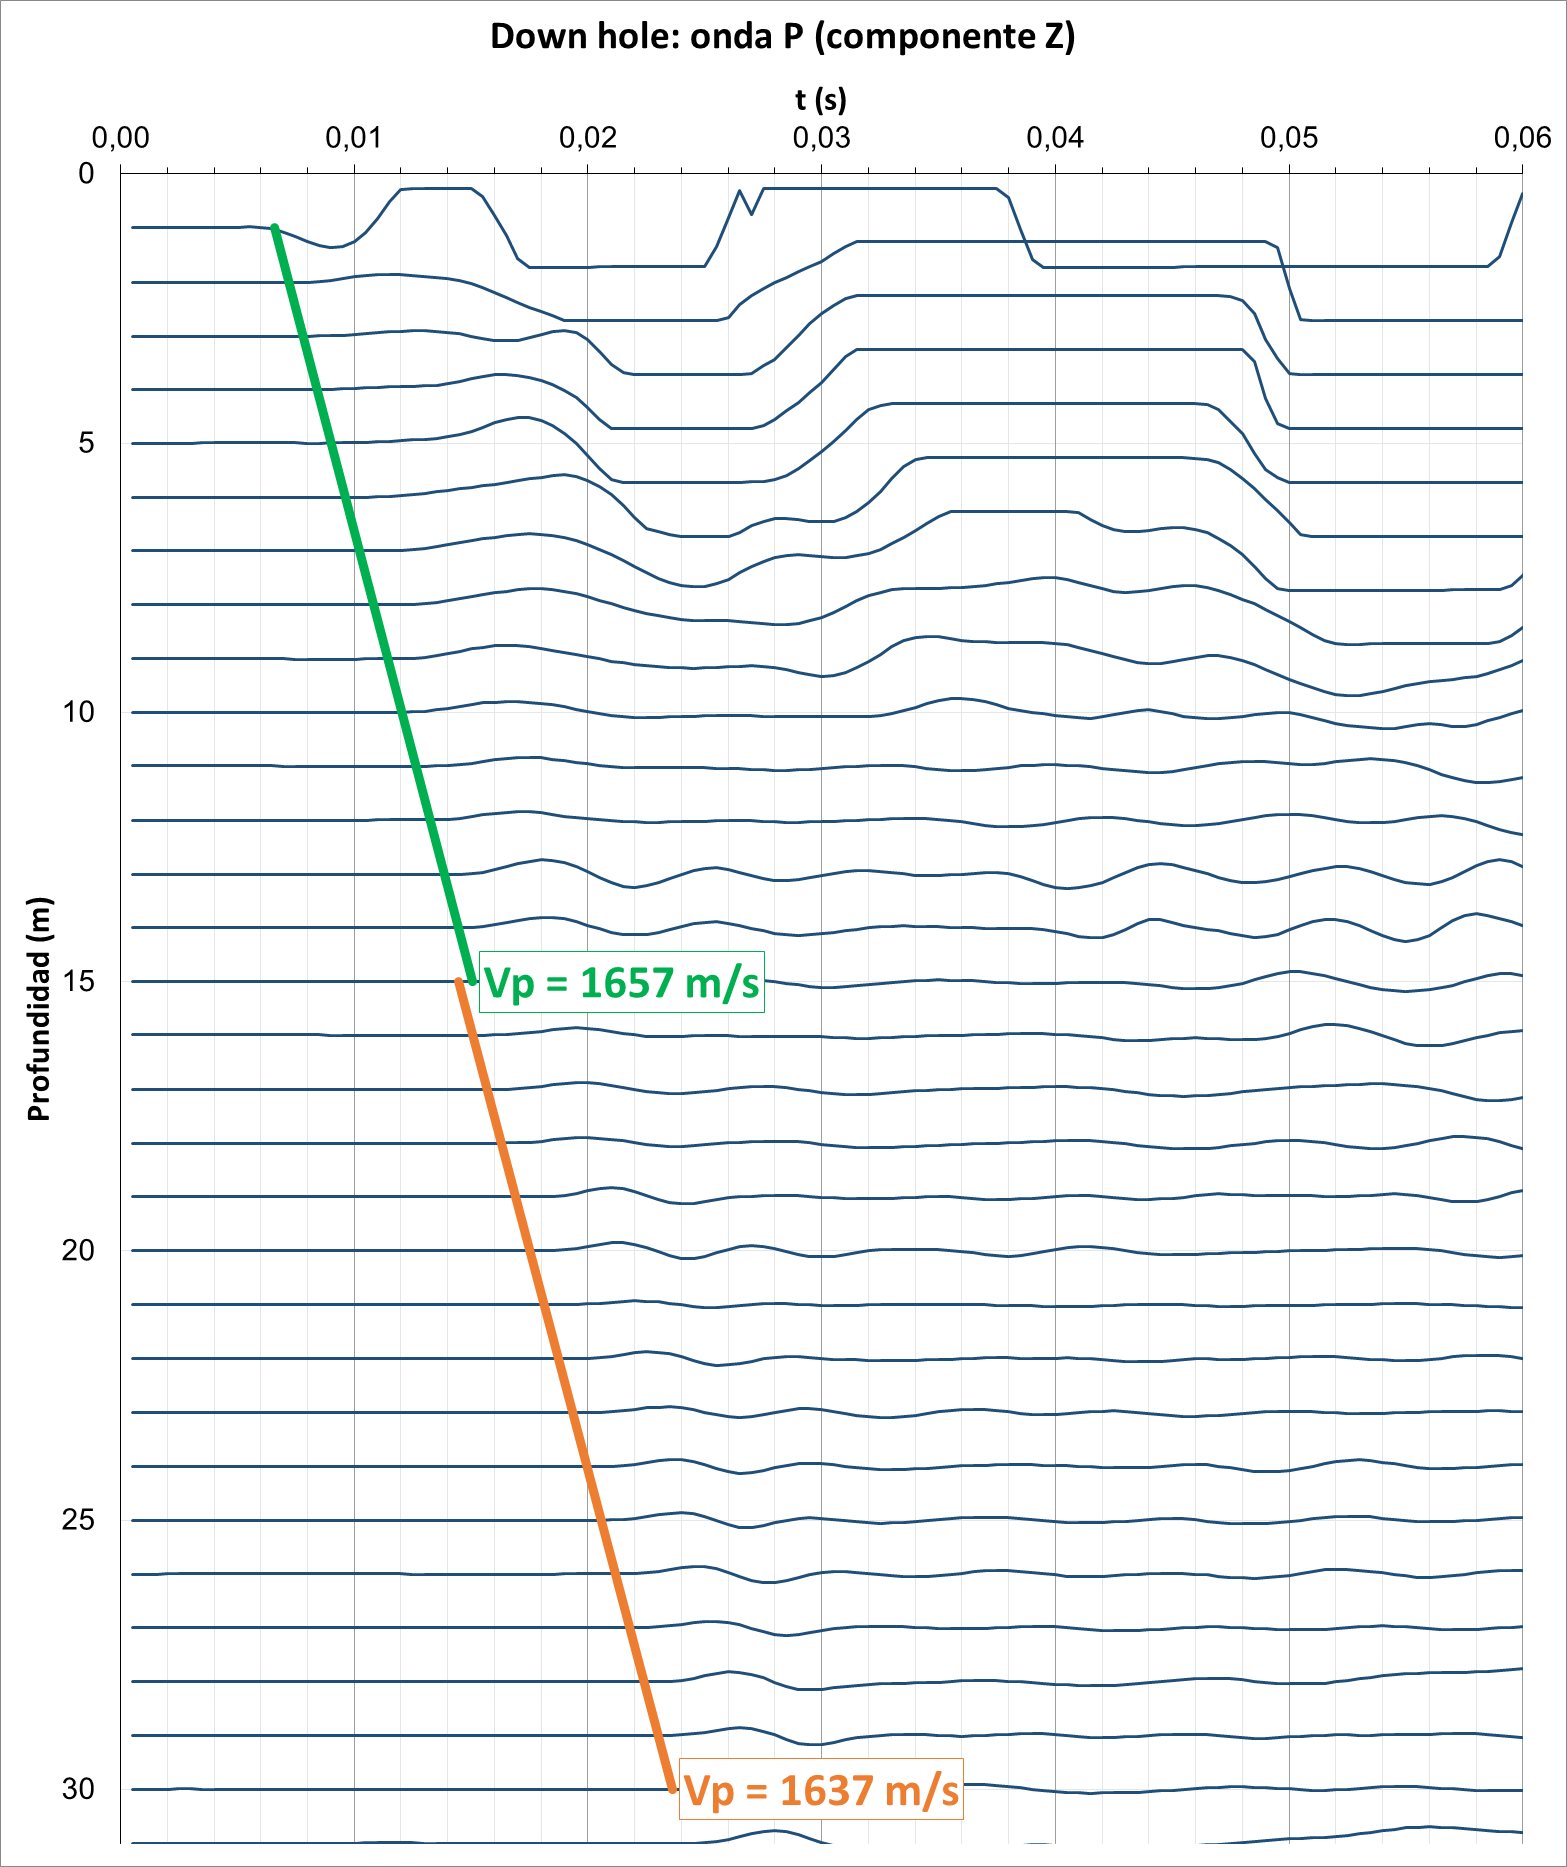 Down hole: onda P (componente Z)
t (s)
0,00 0,01 0,02 0,03 0,04 0,05 0,06
0
5
10
Profundidad (m)
15
Vp = 1657 m/s
20
25
30
Vp = 1637 m/s